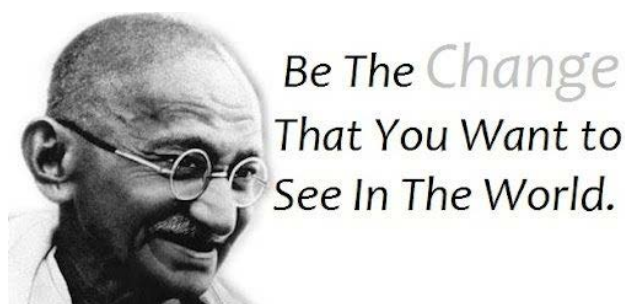 Be The Change
That You Want to
See In The World.